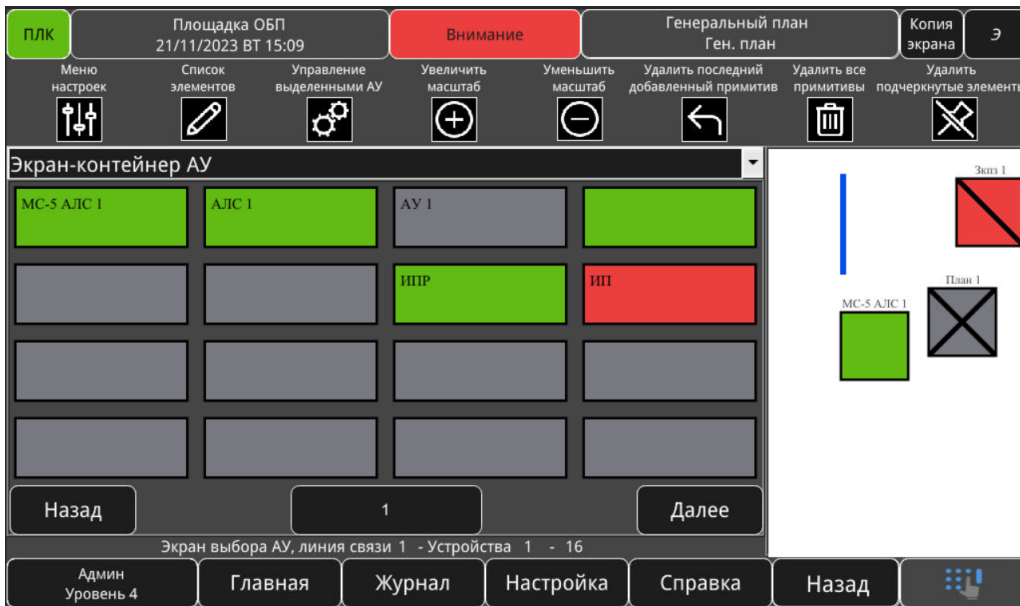 ПЛК
Площадка ОБП
21/11/2023 ВТ 15:09
Внимание
Генеральный план
Ген. план
Копия
экрана
Э
Меню
настроек
Список
элементов
Управление
выделенными АУ
Увеличить
масштаб
Уменьшить
масштаб
Удалить последний
добавленный примитив
Удалить все
примитивы
Удалить
подчеркнутые элементы
Экран-контейнер АУ
МС-5 АЛС 1
АЛС 1
АУ 1
ИПР
ИП
Зкпз 1
План 1
МС-5 АЛС 1
Назад
1
Далее
Экран выбора АУ, линия связи 1 - Устройства 1 - 16
Админ
Уровень 4
Главная
Журнал
Настройка
Справка
Назад